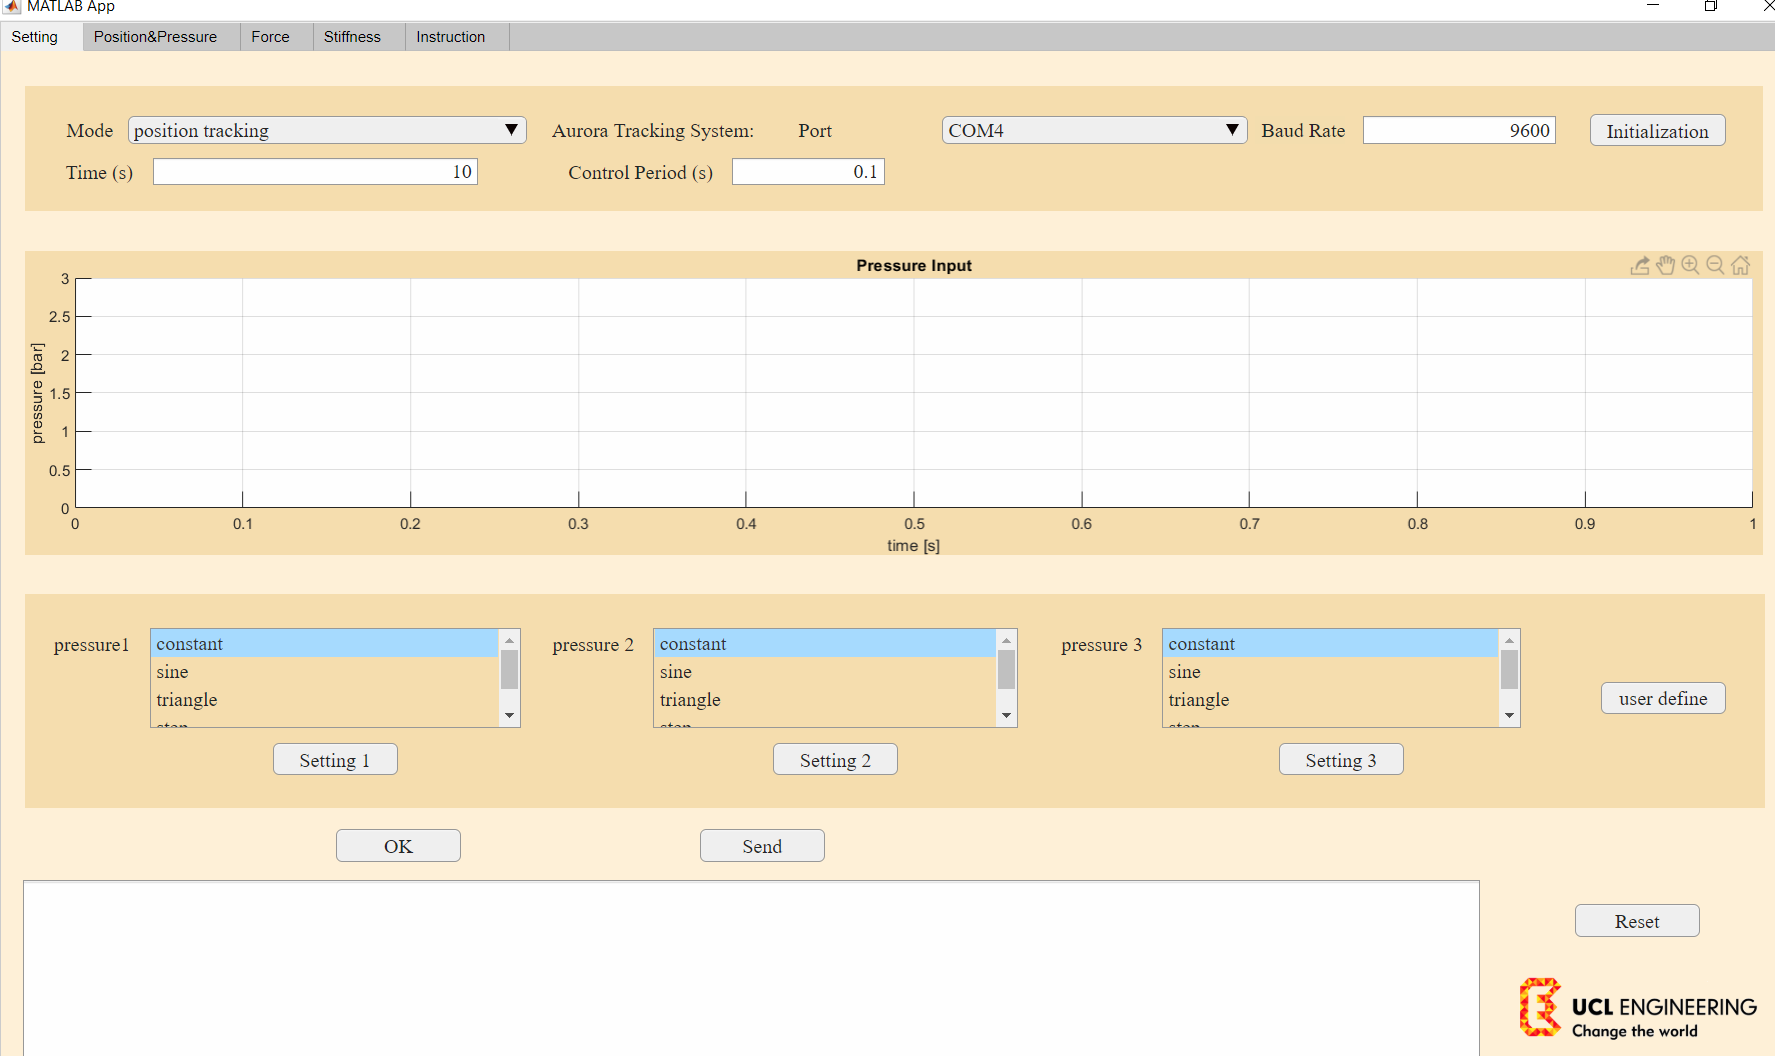 MATLAB App
Setting Position&Pressure Force Stiffness Instruction
Mode position tracking Aurora Tracking System: Port COM4 Baud Rate 9600 Initialization
Time (s) 10 Control Period (s) 0.1
Pressure Input
3
2.5
2
1.5
1
0.5
0
pressure [bar]
0 0.1 0.2 0.3 0.4 0.5 0.6 0.7 0.8 0.9 1
time [s]
pressure1 constant pressure 2 constant pressure 3 constant
sine sine sine
triangle triangle triangle
user define
Setting 1 Setting 2 Setting 3
OK Send
Reset
UCL ENGINEERING
Change the world